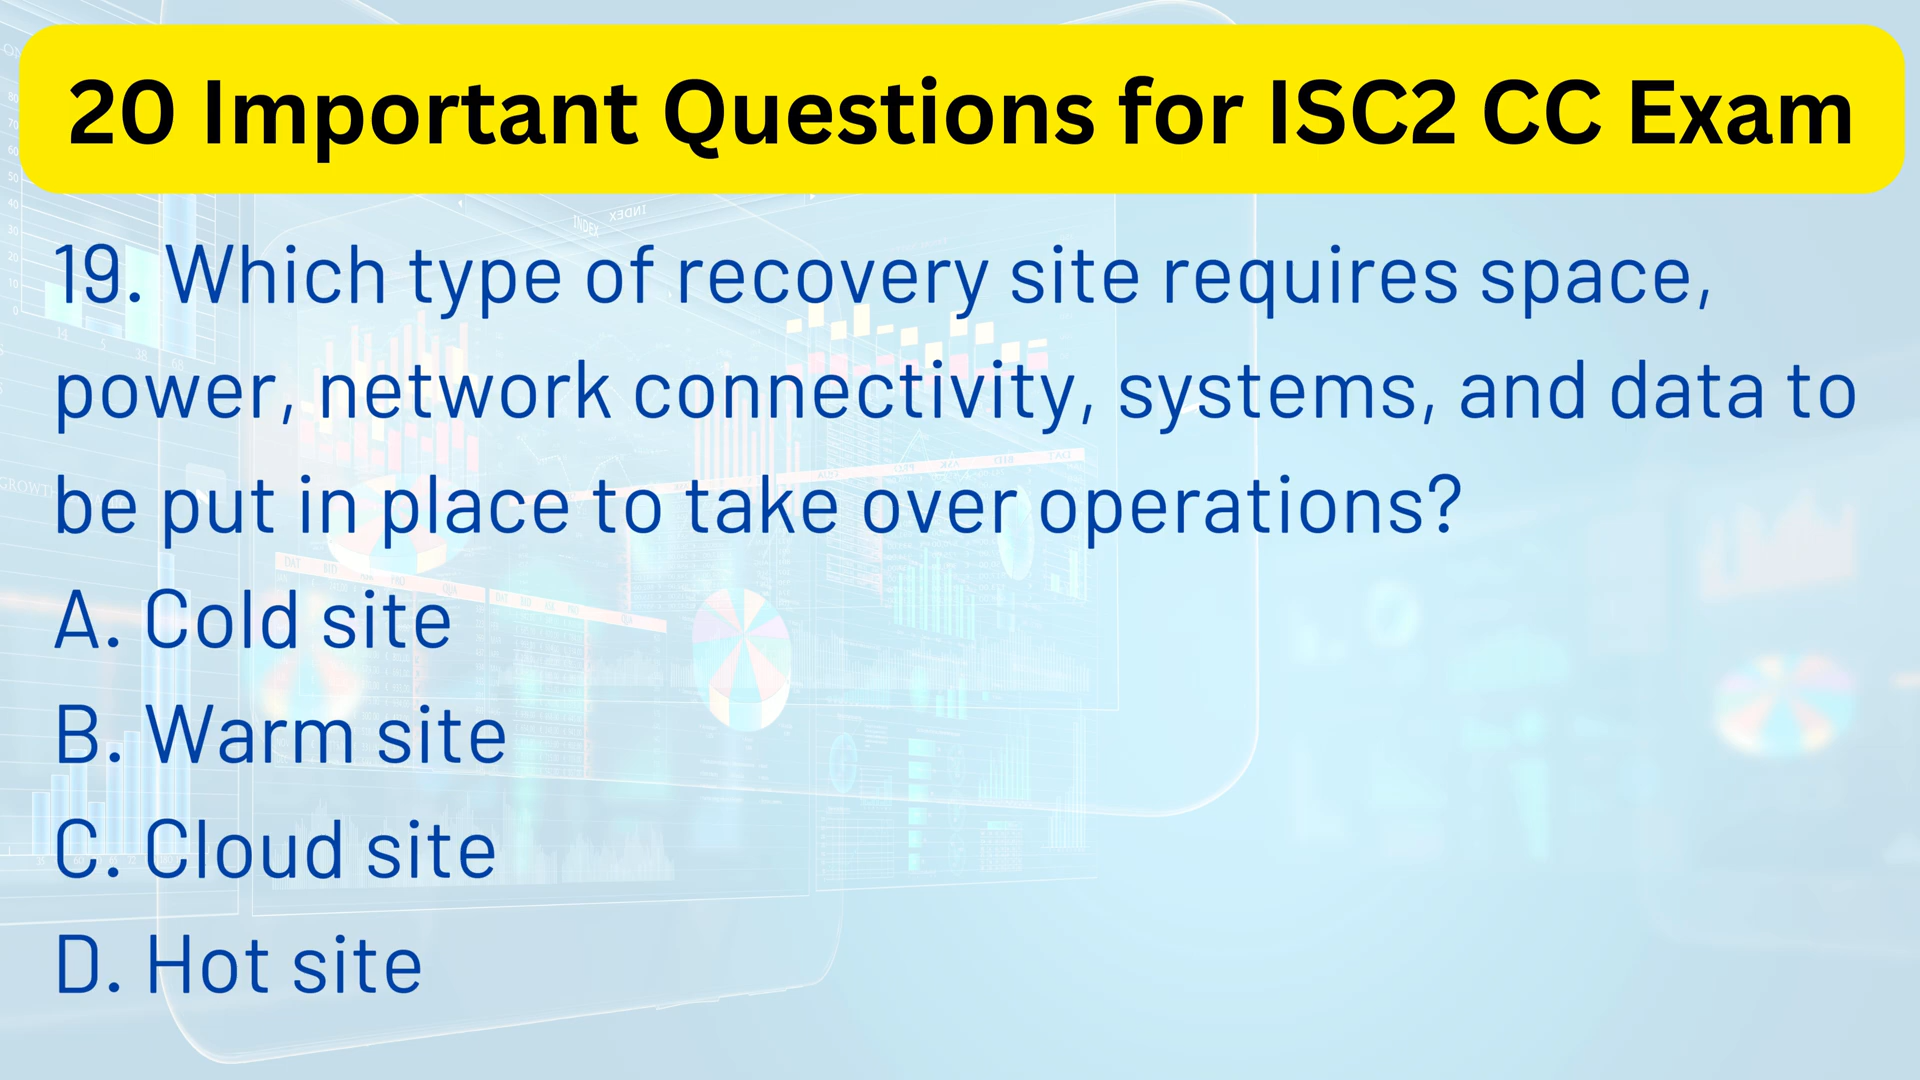 20 Important Questions for ISC2 CC Exam
19. Which type of recovery site requires space,
power, network connectivity, systems, and data to
be put in place to take over operations?
A. Cold site
B. Warm site
C. Cloud site
D. Hot site
INDEX